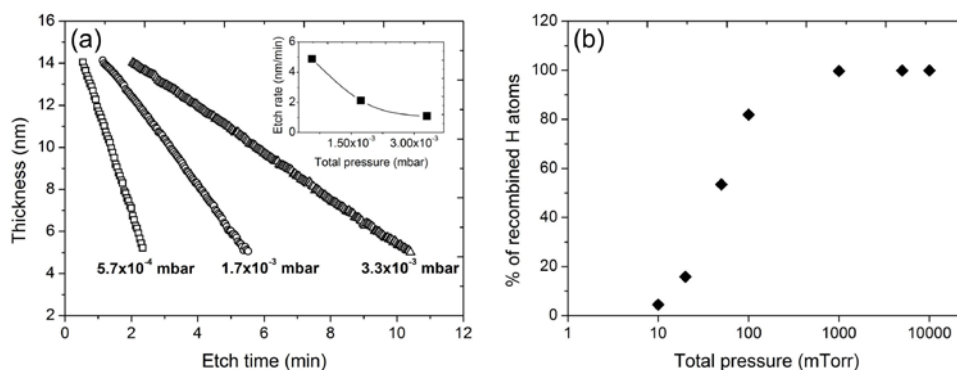 (a)
Thickness (nm)
16
14
12
10
8
6
4
2
0
2
4
6
8
10
12
Etch time (min)
5.7x10⁻⁴ mbar
1.7x10⁻³ mbar
3.3x10⁻³ mbar
Etch rate (nm/min)
6
4
2
0
1.50x10⁻³
3.00x10⁻³
Total pressure (mbar)
(b)
% of recombined H atoms
120
100
80
60
40
20
0
1
10
100
1000
10000
Total pressure (mTorr)